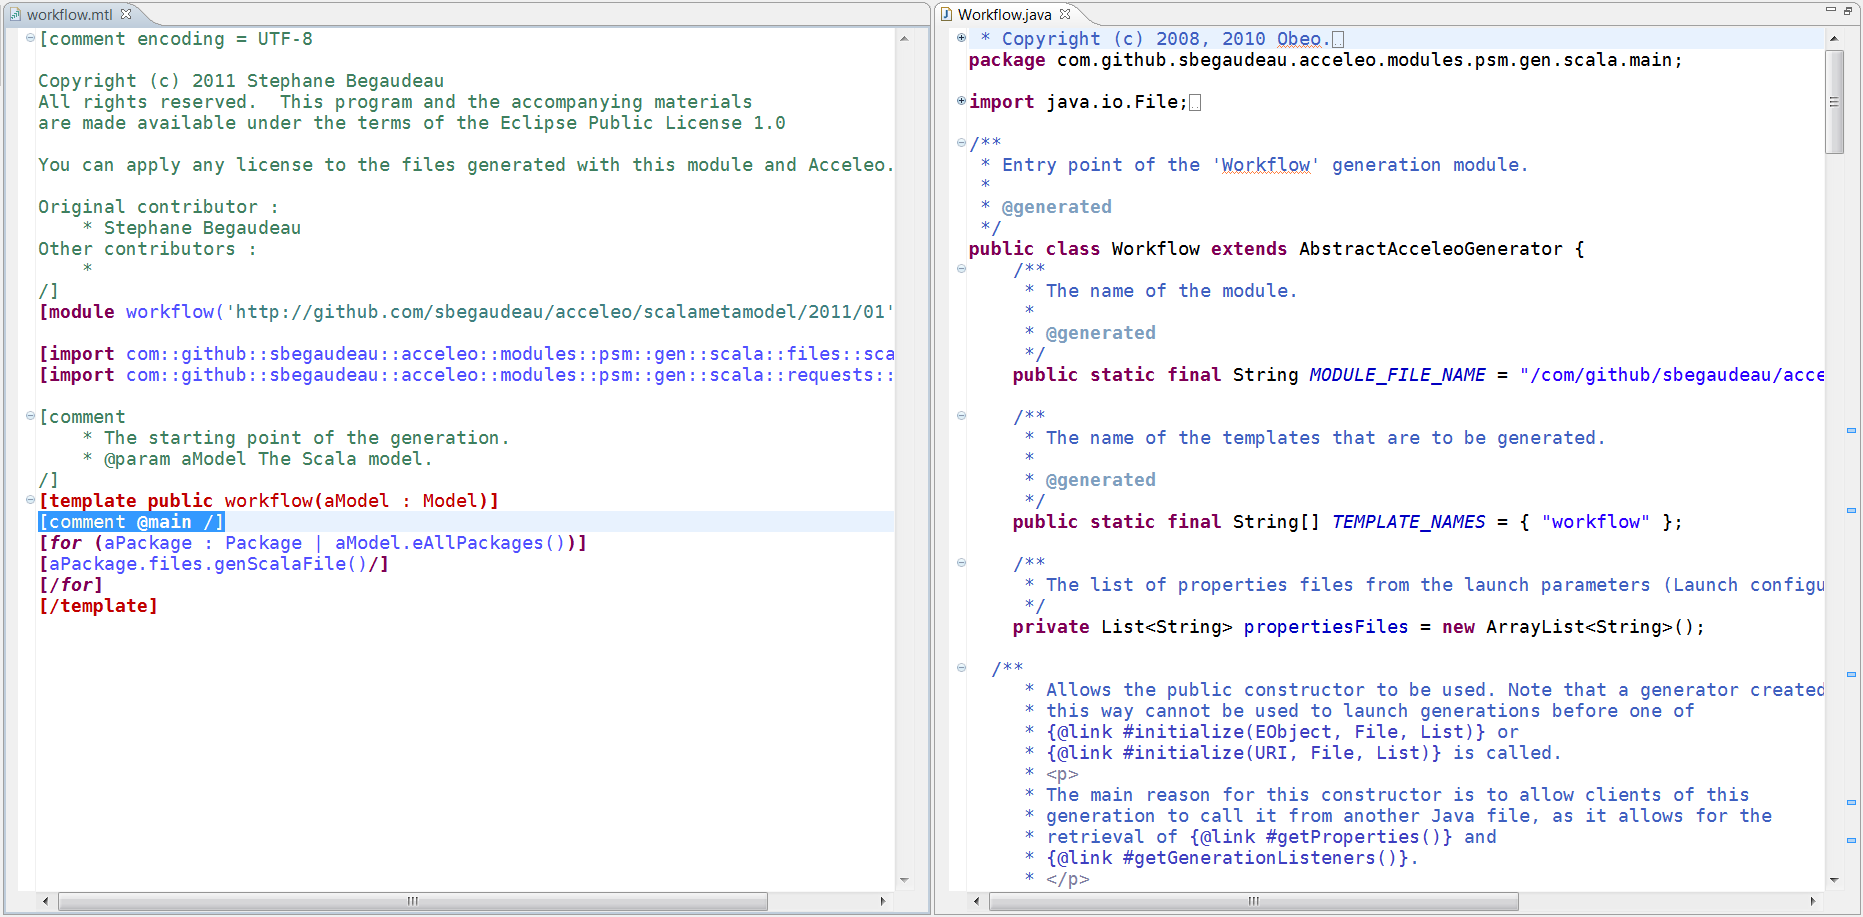 workflow.mtl
[comment encoding = UTF-8
Copyright (c) 2011 Stephane Begaudeau
All rights reserved.  This program and the accompanying materials
are made available under the terms of the Eclipse Public License 1.0
You can apply any license to the files generated with this module and Acceleo.
Original contributor :
    * Stephane Begaudeau
Other contributors :
    *
/]
[module workflow('http://github.com/sbegaudeau/acceleo/scalametamodel/2011/01'
[import com::github::sbegaudeau::acceleo::modules::psm::gen::scala::files::sca
[import com::github::sbegaudeau::acceleo::modules::psm::gen::scala::requests::
[comment
    * The starting point of the generation.
    * @param aModel The Scala model.
/]
[template public workflow(aModel : Model)]
[comment @main /]
[for (aPackage : Package | aModel.eAllPackages())]
[aPackage.files.genScalaFile()/]
[/for]
[/template]
Workflow.java
 * Copyright (c) 2008, 2010 Obeo.
package com.github.sbegaudeau.acceleo.modules.psm.gen.scala.main;
import java.io.File;
/**
 * Entry point of the 'Workflow' generation module.
 *
 * @generated
 */
public class Workflow extends AbstractAcceleoGenerator {
    /**
     * The name of the module.
     *
     * @generated
     */
    public static final String MODULE_FILE_NAME = "/com/github/sbegaudeau/acce
    /**
     * The name of the templates that are to be generated.
     *
     * @generated
     */
    public static final String[] TEMPLATE_NAMES = { "workflow" };
    /**
     * The list of properties files from the launch parameters (Launch configu
     */
    private List<String> propertiesFiles = new ArrayList<String>();
  /**
     * Allows the public constructor to be used. Note that a generator created
     * this way cannot be used to launch generations before one of
     * {@link #initialize(EObject, File, List)} or
     * {@link #initialize(URI, File, List)} is called.
     * <p>
     * The main reason for this constructor is to allow clients of this
     * generation to call it from another Java file, as it allows for the
     * retrieval of {@link #getProperties()} and
     * {@link #getGenerationListeners()}.
     * </p>